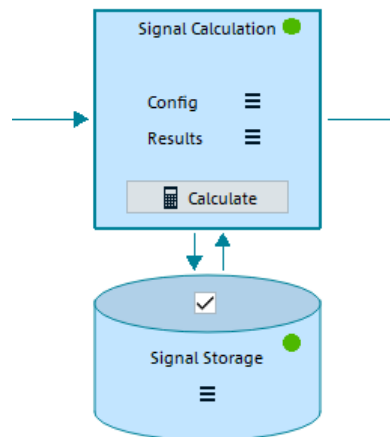 Signal Calculation
Config
Results
Calculate
Signal Storage